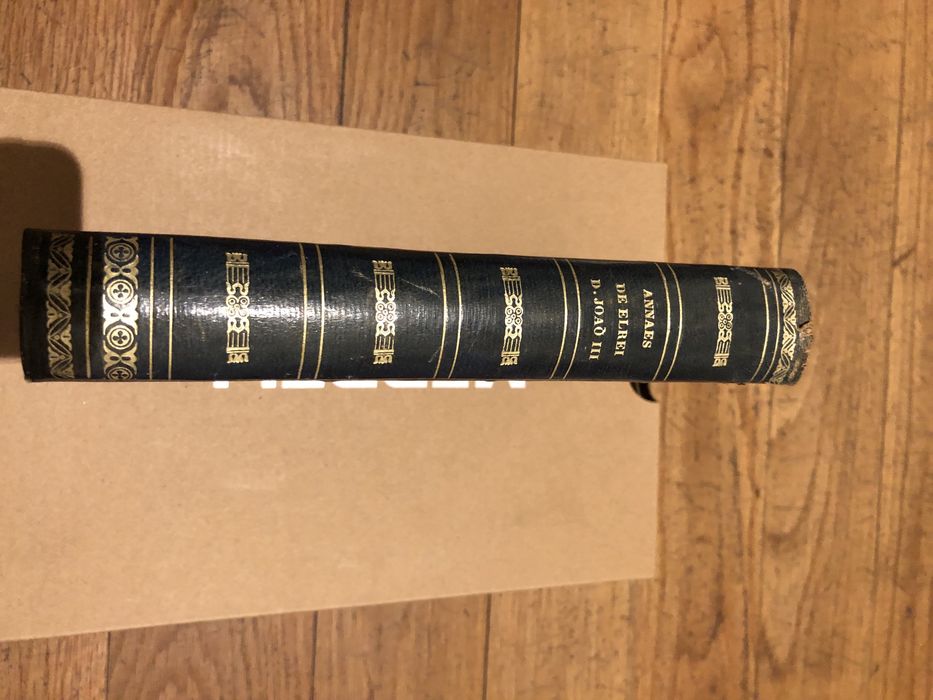 ANNAES
DE ELREI
D. JOAÕ III